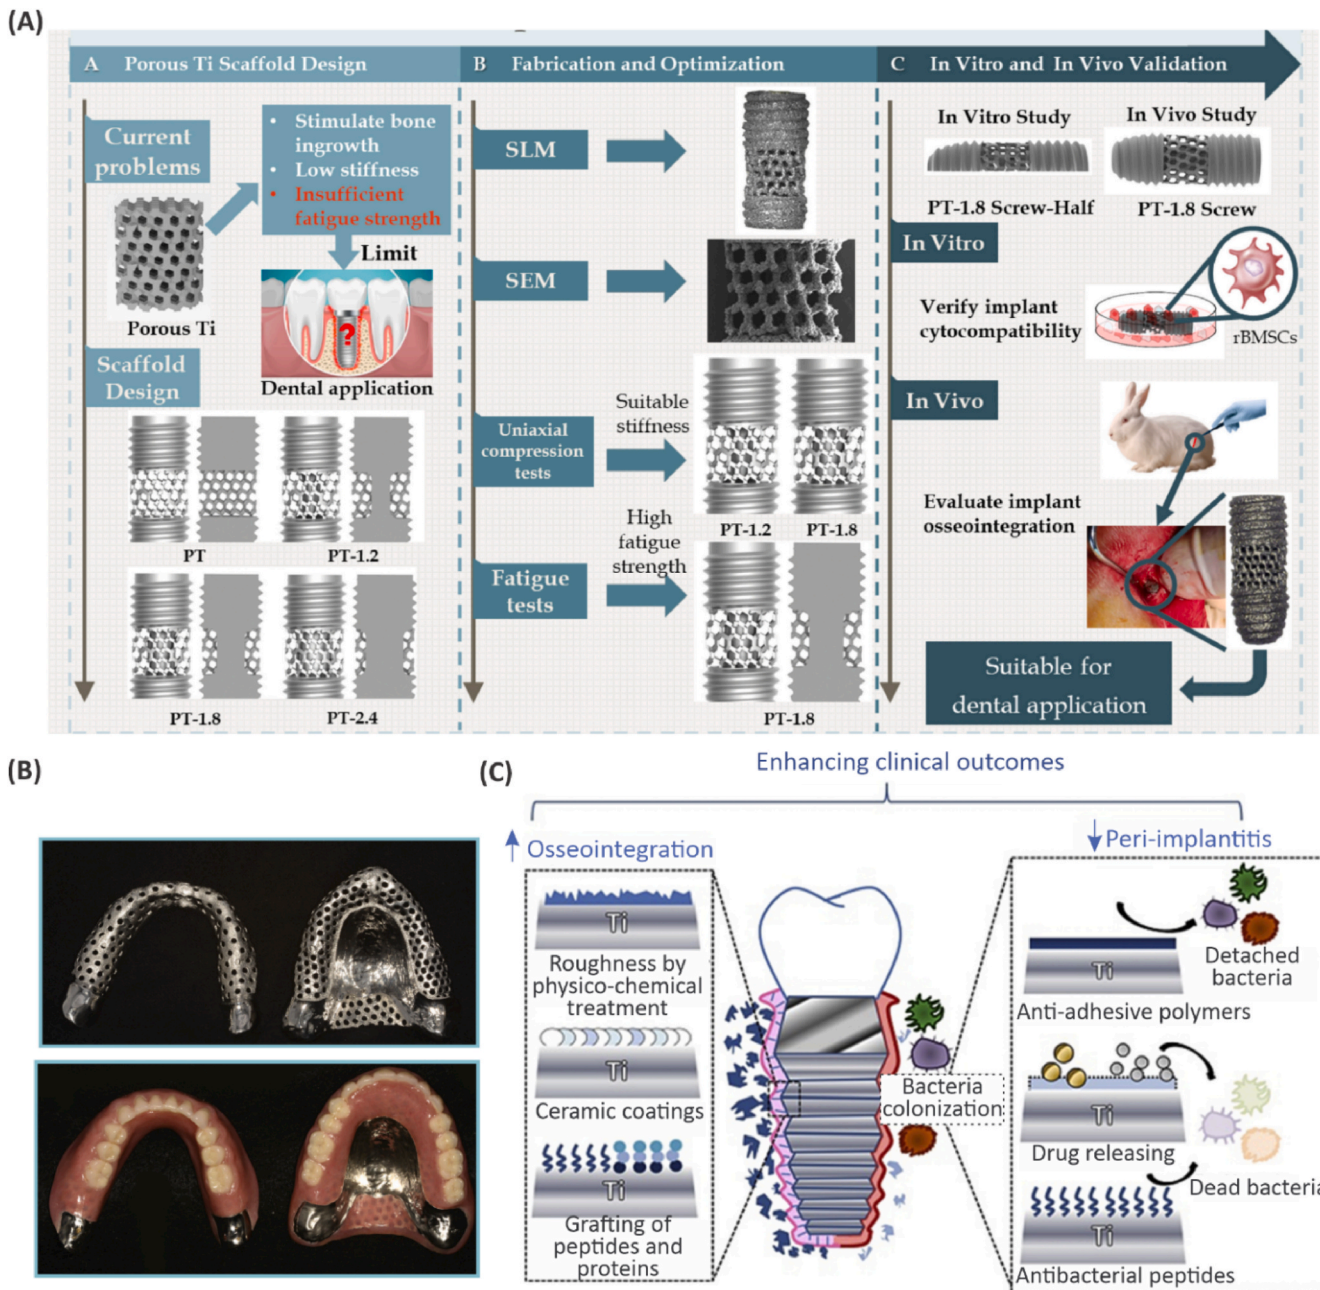 (A)
A Porous Ti Scaffold Design
B Fabrication and Optimization
C In Vitro and In Vivo Validation
Current
problems
• Stimulate bone
ingrowth
• Low stiffness
• Insufficient
fatigue strength
Limit
Porous Ti
?
Dental application
Scaffold
Design
PT
PT-1.2
PT-1.8
PT-2.4
SLM
SEM
Uniaxial
compression
tests
Suitable
stiffness
PT-1.2
PT-1.8
High
fatigue
strength
Fatigue
tests
PT-1.8
In Vitro Study
In Vivo Study
PT-1.8 Screw-Half
PT-1.8 Screw
In Vitro
Verify implant
cytocompatibility
rBMSCs
In Vivo
Evaluate implant
osseointegration
Suitable for
dental application
(B)
(C)
Enhancing clinical outcomes
Osseointegration
Ti
Roughness by
physico-chemical
treatment
Ti
Ceramic coatings
Ti
Grafting of
peptides and
proteins
Bacteria
colonization
Peri-implantitis
Detached
bacteria
Ti
Anti-adhesive polymers
Ti
Drug releasing
Dead bacteria
Ti
Antibacterial peptides